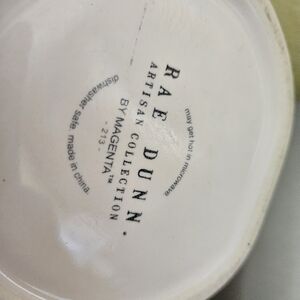 may get hot in microwave
RAE DUNN.
ARTISAN COLLECTION
BY MAGENTA™
- 213 -
dishwasher safe. made in china.